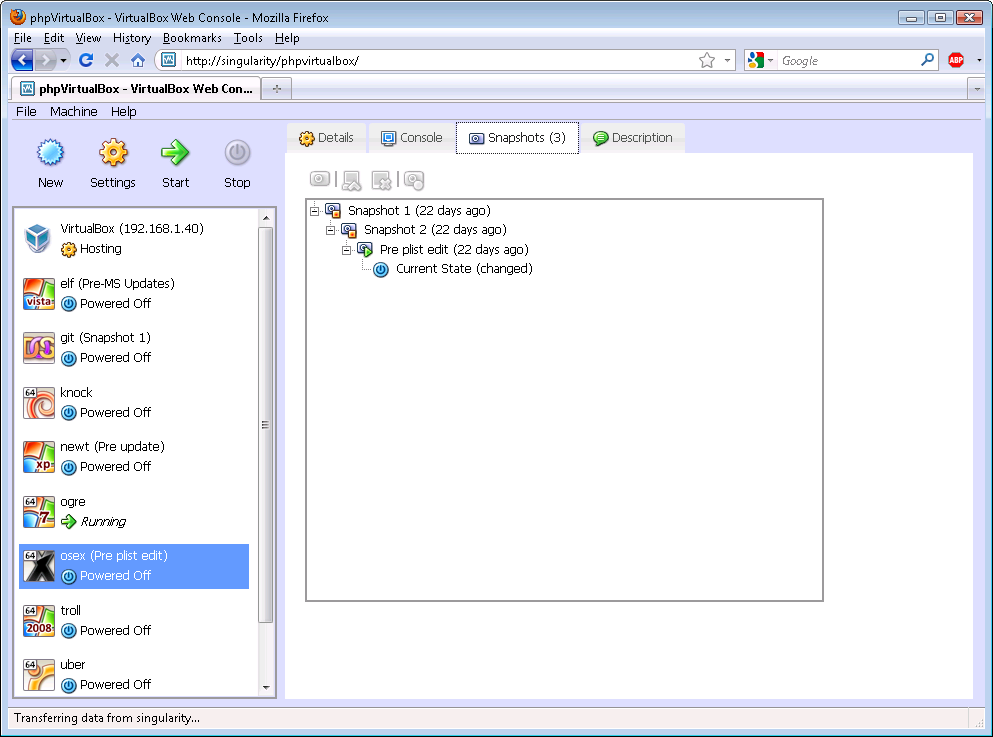 phpVirtualBox - VirtualBox Web Console - Mozilla Firefox
File Edit View History Bookmarks Tools Help
http://singularity/phpvirtualbox/ Google ABP
phpVirtualBox - VirtualBox Web Con...
File Machine Help
New Settings Start Stop
Details Console Snapshots (3) Description
VirtualBox (192.168.1.40)
Hosting
elf (Pre-MS Updates)
vista
Powered Off
git (Snapshot 1)
Powered Off
64
knock
Powered Off
newt (Pre update)
xp
Powered Off
64
ogre
7
Running
64
osex (Pre plist edit)
X
Powered Off
64
troll
2008
Powered Off
64
uber
Powered Off
Snapshot 1 (22 days ago)
Snapshot 2 (22 days ago)
Pre plist edit (22 days ago)
Current State (changed)
Transferring data from singularity...